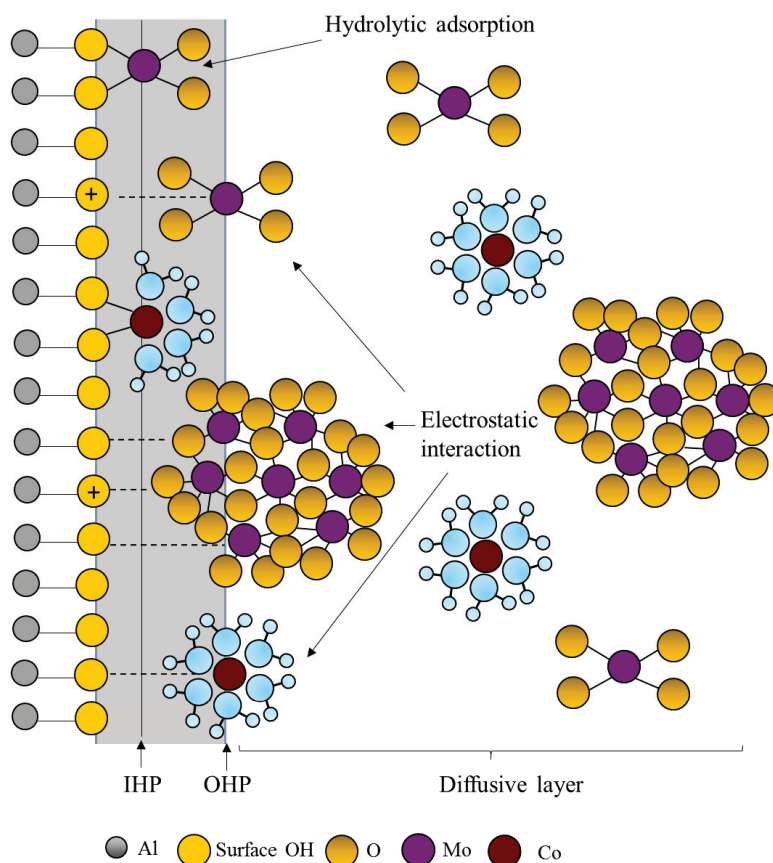 Hydrolytic adsorption
+
Electrostatic
interaction
+
IHP
OHP
Diffusive layer
Al
Surface OH
O
Mo
Co